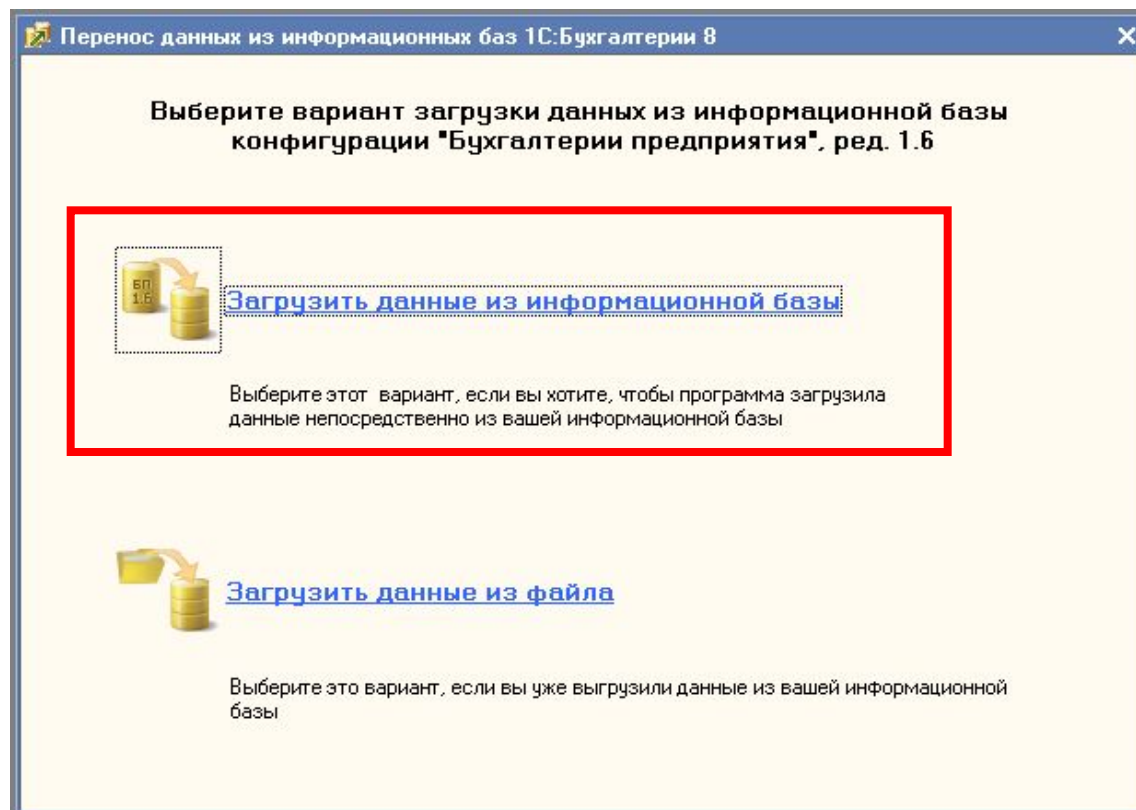 Перенос данных из информационных баз 1С:Бухгалтерии 8
Выберите вариант загрузки данных из информационной базы
конфигурации "Бухгалтерии предприятия", ред. 1.6
БП
1.6
Загрузить данные из информационной базы
Выберите этот  вариант, если вы хотите, чтобы программа загрузила
данные непосредственно из вашей информационной базы
Загрузить данные из файла
Выберите это вариант, если вы уже выгрузили данные из вашей информационной
базы